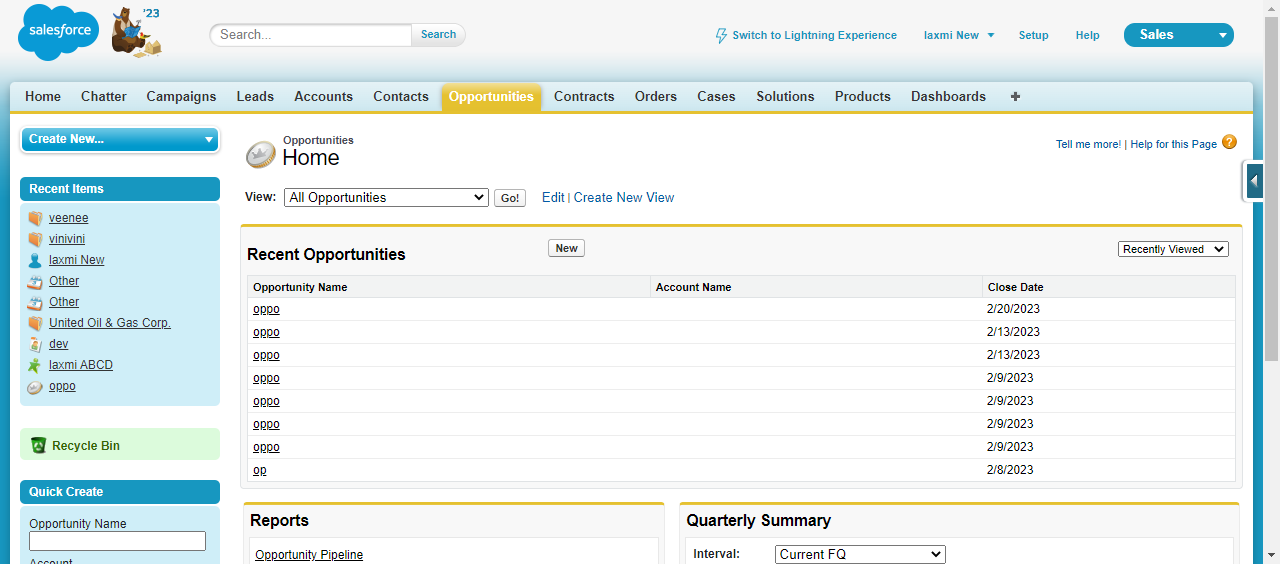 salesforce
'23
Search...
Search
Switch to Lightning Experience
laxmi New
Setup
Help
Sales
Home Chatter Campaigns Leads Accounts Contacts Opportunities Contracts Orders Cases Solutions Products Dashboards +
Create New...
Recent Items
veenee
vinivini
laxmi New
Other
Other
United Oil & Gas Corp.
dev
laxmi ABCD
oppo
Recycle Bin
Quick Create
Opportunity Name
Account
Opportunities
Home
Tell me more! | Help for this Page ?
View: All Opportunities Go! Edit | Create New View
Recent Opportunities New Recently Viewed
Opportunity Name Account Name Close Date
oppo 2/20/2023
oppo 2/13/2023
oppo 2/13/2023
oppo 2/9/2023
oppo 2/9/2023
oppo 2/9/2023
oppo 2/9/2023
op 2/8/2023
Reports
Opportunity Pipeline
Quarterly Summary
Interval: Current FQ